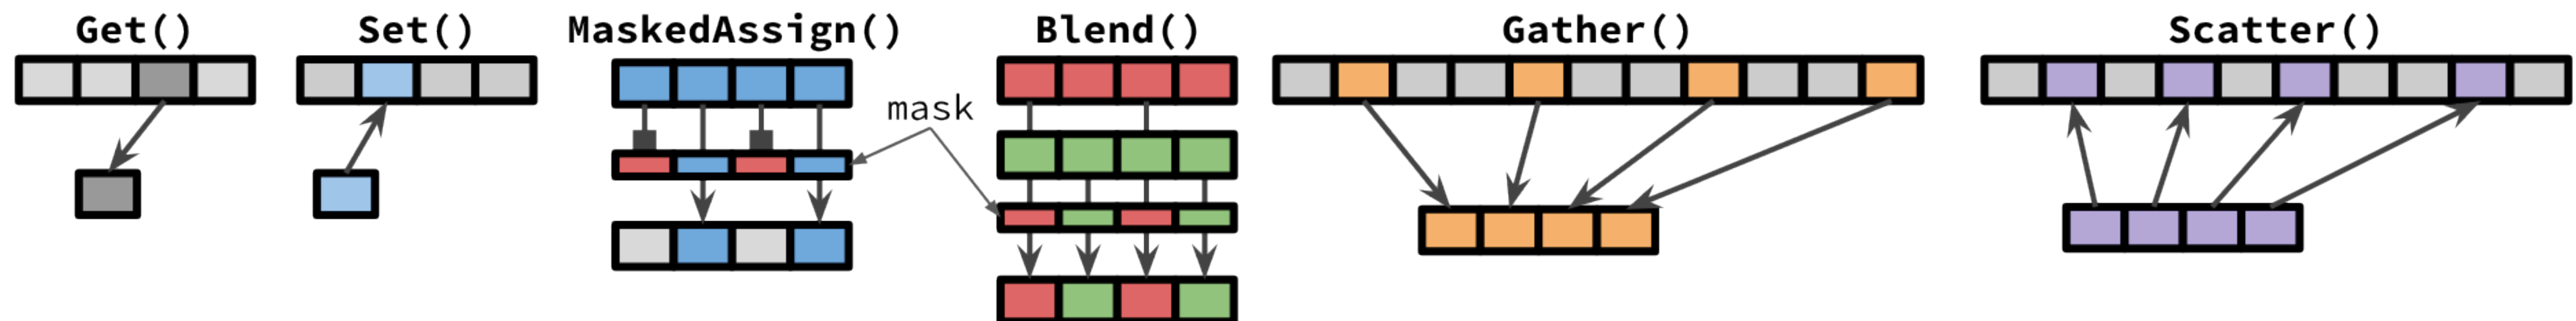 Get()
Set()
MaskedAssign()
Blend()
Gather()
Scatter()
mask